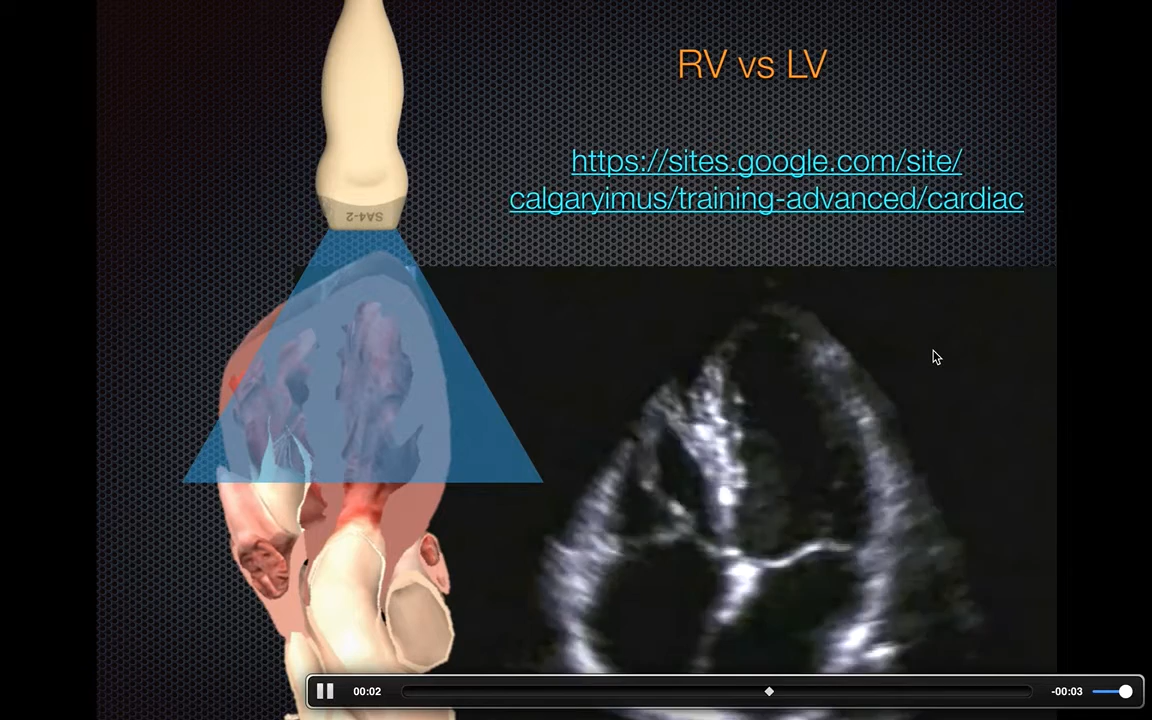 RV vs LV
https://sites.google.com/site/
calgaryimus/training-advanced/cardiac
SA4-2
00:02
-00:03